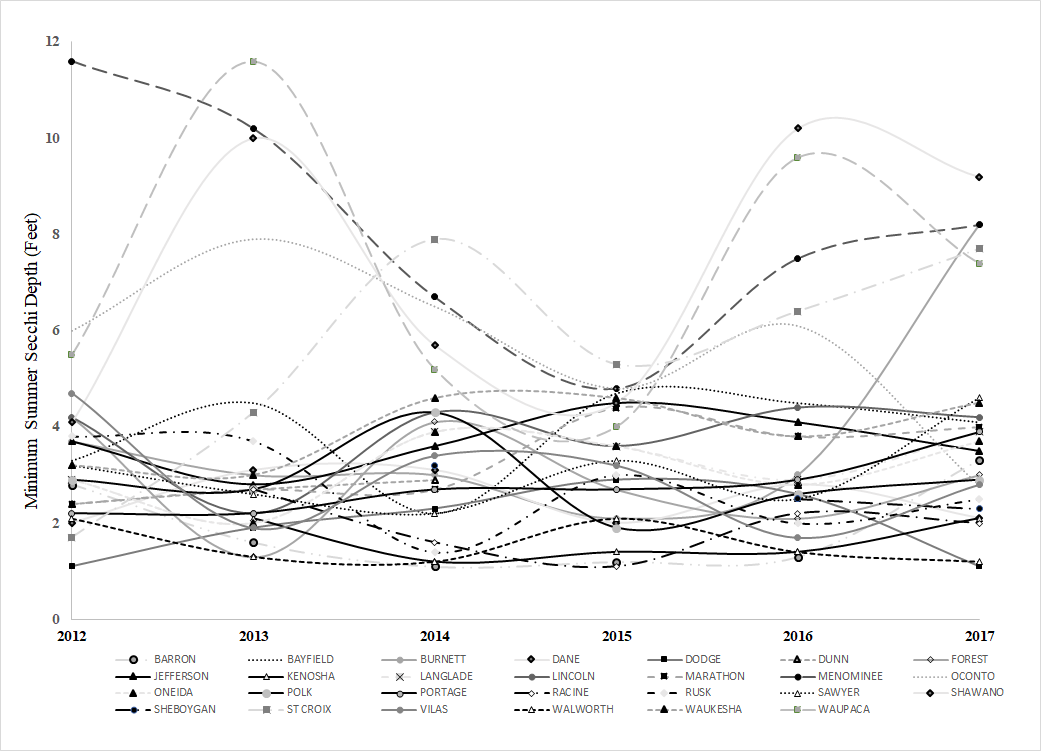 12
10
8
6
4
2
0
Minimum Summer Secchi Depth (Feet)
2012 2013 2014 2015 2016 2017
BARRON BAYFIELD BURNETT DANE DODGE DUNN FOREST
JEFFERSON KENOSHA LANGLADE LINCOLN MARATHON MENOMINEE OCONTO
ONEIDA POLK PORTAGE RACINE RUSK SAWYER SHAWANO
SHEBOYGAN ST CROIX VILAS WALWORTH WAUKESHA WAUPACA